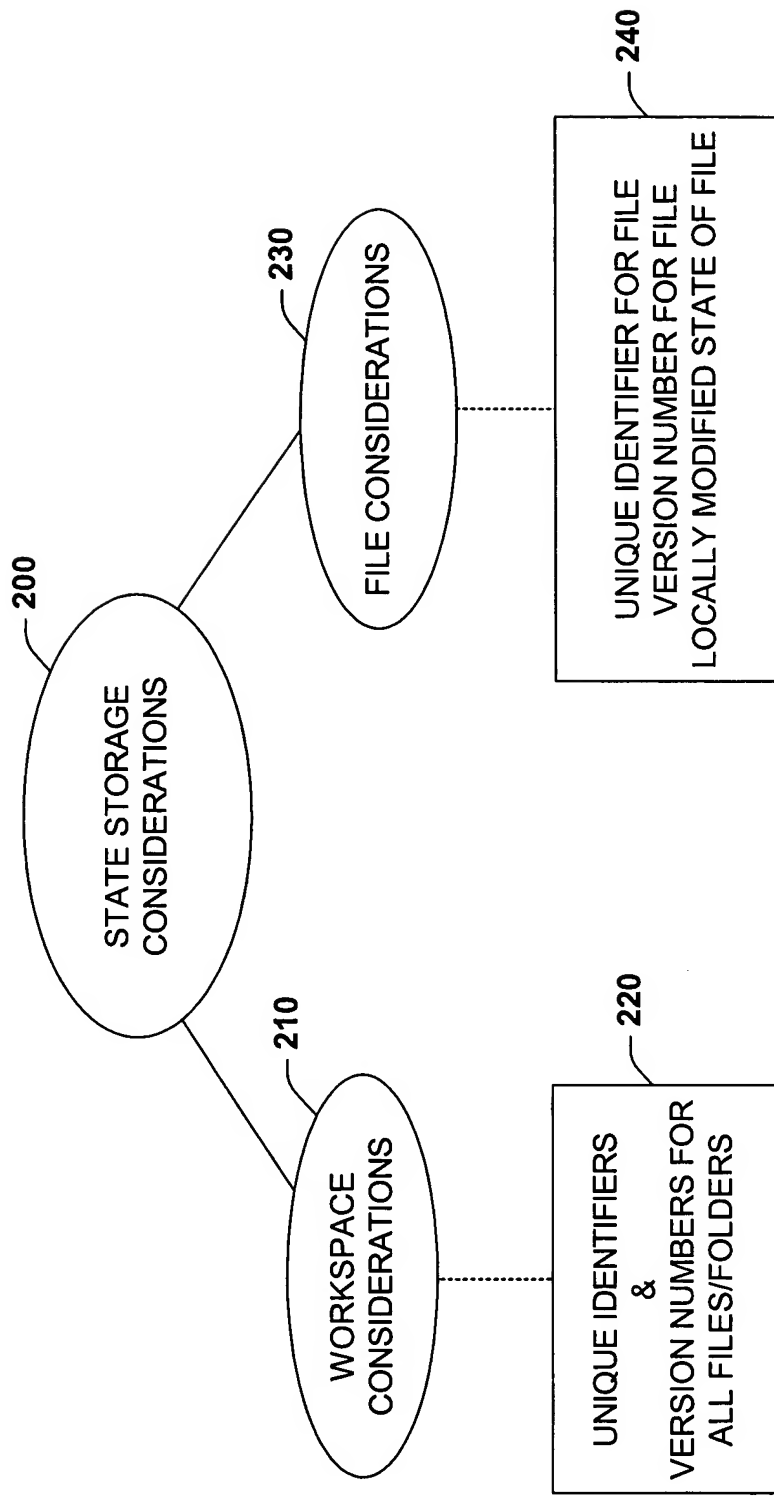 200
STATE STORAGE
CONSIDERATIONS
210
WORKSPACE
CONSIDERATIONS
230
FILE CONSIDERATIONS
220
UNIQUE IDENTIFIERS
&
VERSION NUMBERS FOR
ALL FILES/FOLDERS
240
UNIQUE IDENTIFIER FOR FILE
VERSION NUMBER FOR FILE
LOCALLY MODIFIED STATE OF FILE